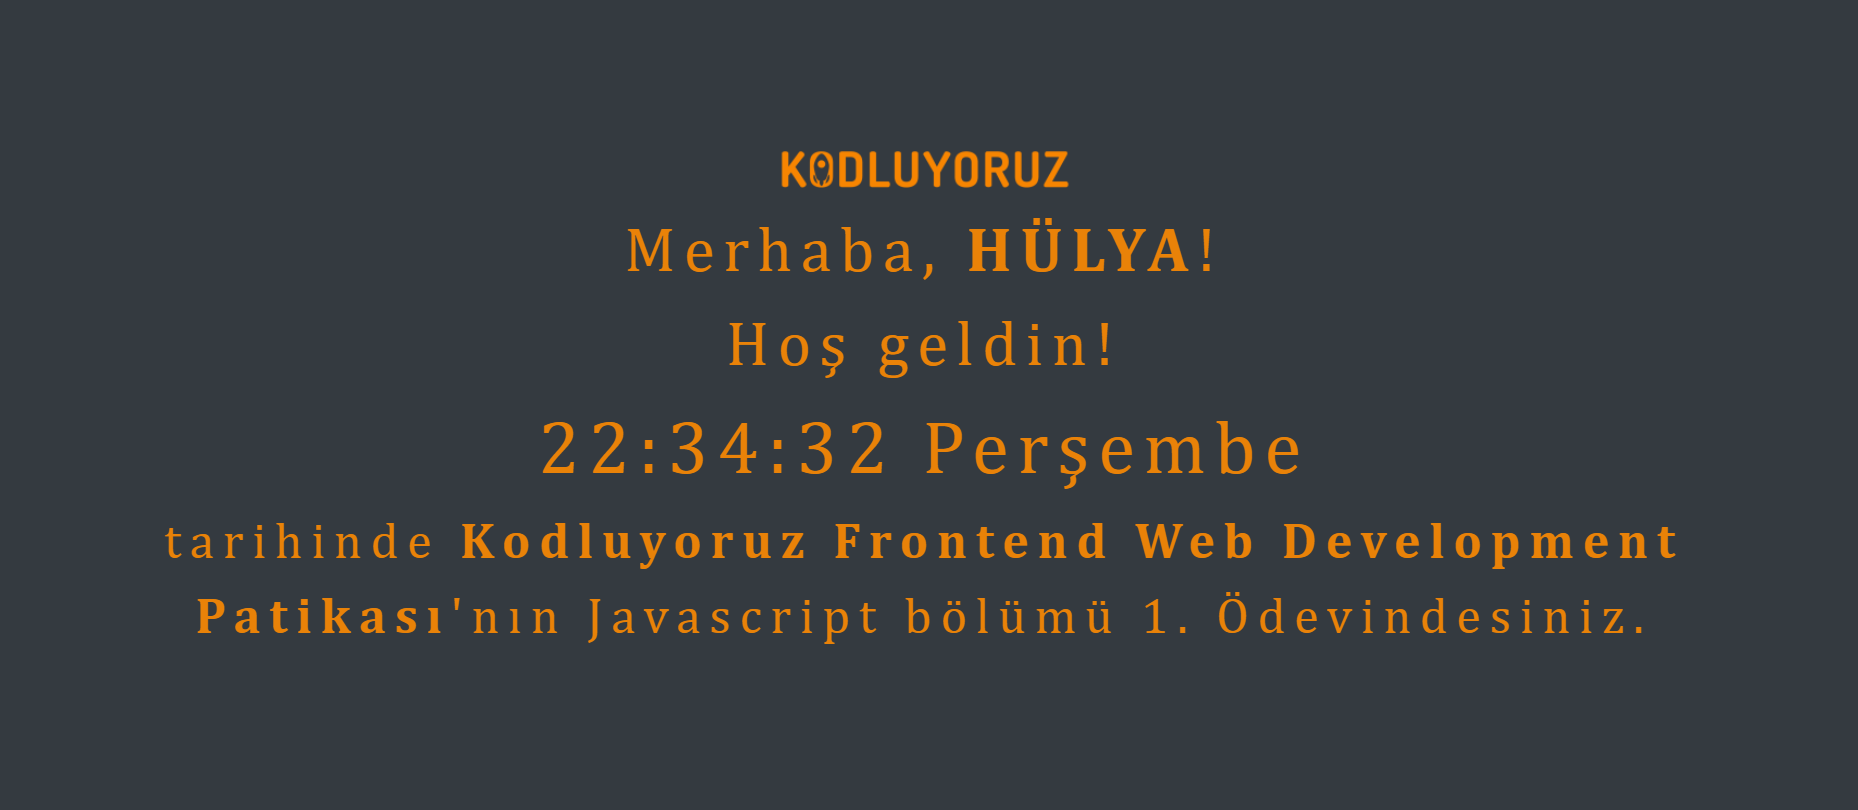 KODLUYORUZ
Merhaba, HÜLYA!
Hoş geldin!
22:34:32 Perşembe
tarihinde Kodluyoruz Frontend Web Development
Patikası'nın Javascript bölümü 1. Ödevindesiniz.